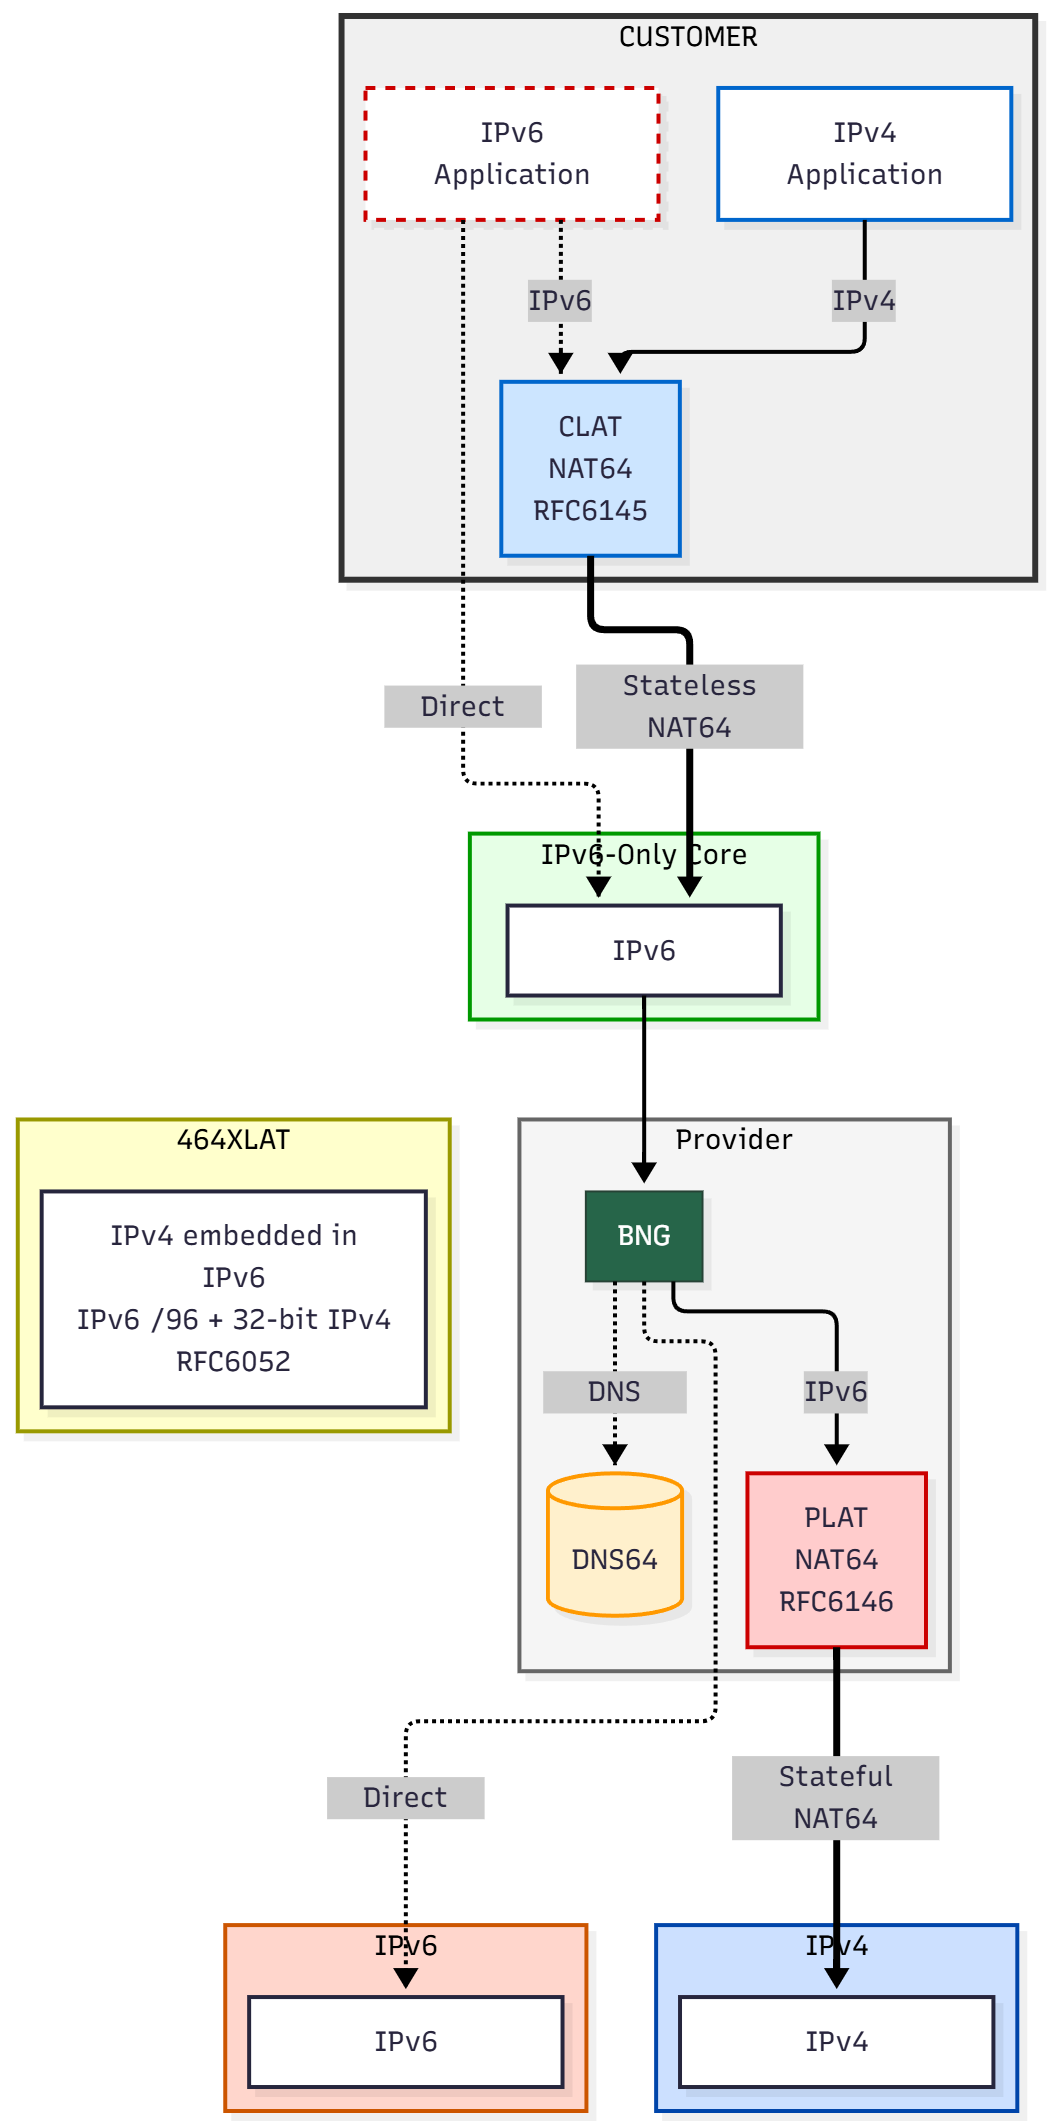 CUSTOMER
IPv6
Application
IPv4
Application
IPv6
IPv4
CLAT
NAT64
RFC6145
Direct
Stateless
NAT64
IPv6-Only Core
IPv6
464XLAT
IPv4 embedded in
IPv6
IPv6 /96 + 32-bit IPv4
RFC6052
Provider
BNG
DNS
IPv6
DNS64
PLAT
NAT64
RFC6146
Direct
Stateful
NAT64
IPv6
IPv6
IPv4
IPv4